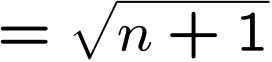 = √(n + 1)